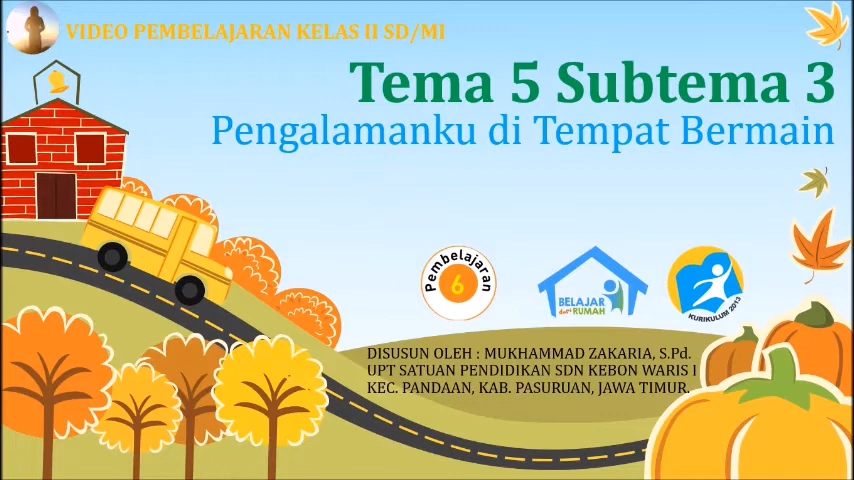 VIDEO PEMBELAJARAN KELAS II SD/MI
Tema 5 Subtema 3
Pengalamanku di Tempat Bermain
Pembelajaran
6
BELAJAR
dari RUMAH
KURIKULUM 2013
DISUSUN OLEH : MUKHAMMAD ZAKARIA, S.Pd.
UPT SATUAN PENDIDIKAN SDN KEBON WARIS I
KEC. PANDAAN, KAB. PASURUAN, JAWA TIMUR.